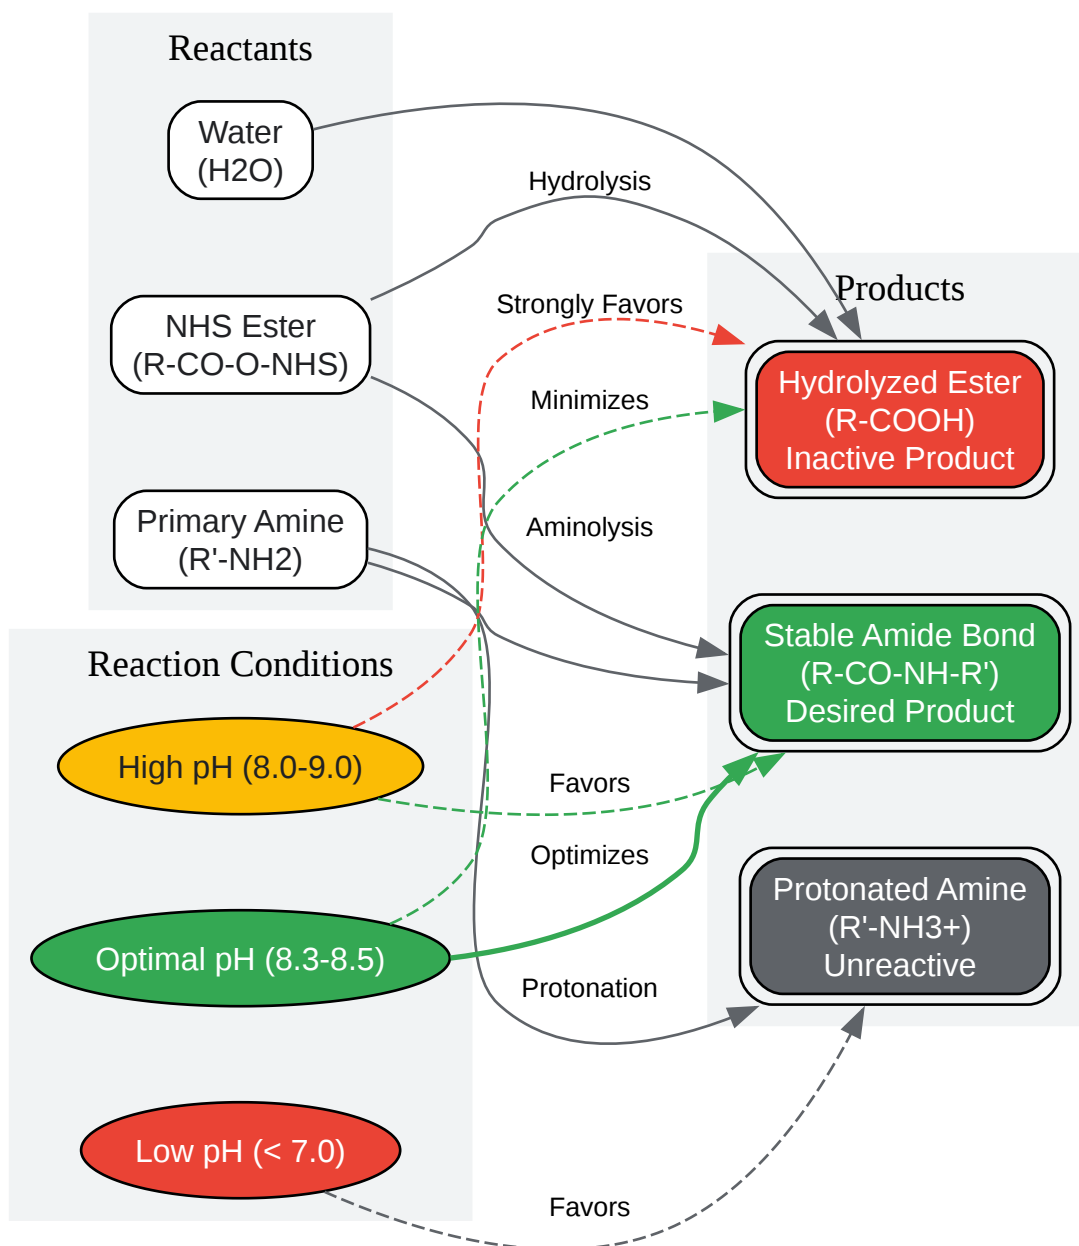 Reactants
Water
(H2O)
NHS Ester
(R-CO-O-NHS)
Primary Amine
(R'-NH2)
Reaction Conditions
High pH (8.0-9.0)
Optimal pH (8.3-8.5)
Low pH (< 7.0)
Hydrolysis
Strongly Favors
Minimizes
Aminolysis
Favors
Optimizes
Protonation
Favors
Products
Hydrolyzed Ester
(R-COOH)
Inactive Product
Stable Amide Bond
(R-CO-NH-R')
Desired Product
Protonated Amine
(R'-NH3+)
Unreactive